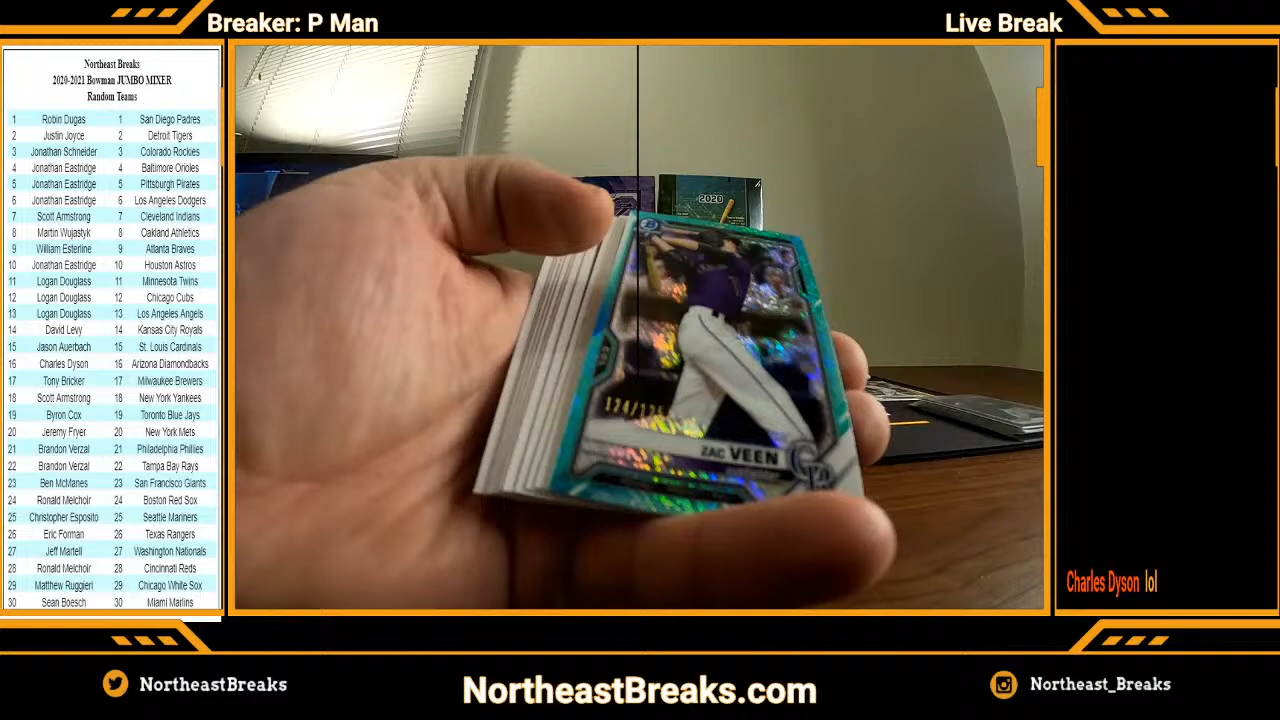 Breaker: P Man
Live Break
Northeast Breaks
2020-2021 Bowman JUMBO MIXER
Random Teams
1 Robin Dugas 1 San Diego Padres
2 Justin Joyce 2 Detroit Tigers
3 Jonathan Schneider 3 Colorado Rockies
4 Jonathan Eastridge 4 Baltimore Orioles
5 Jonathan Eastridge 5 Pittsburgh Pirates
6 Jonathan Eastridge 6 Los Angeles Dodgers
7 Scott Armstrong 7 Cleveland Indians
8 Martin Wujastyk 8 Oakland Athletics
9 William Esterline 9 Atlanta Braves
10 Jonathan Eastridge 10 Houston Astros
11 Logan Douglass 11 Minnesota Twins
12 Logan Douglass 12 Chicago Cubs
13 Logan Douglass 13 Los Angeles Angels
14 David Levy 14 Kansas City Royals
15 Jason Auerbach 15 St. Louis Cardinals
16 Charles Dyson 16 Arizona Diamondbacks
17 Tony Bricker 17 Milwaukee Brewers
18 Scott Armstrong 18 New York Yankees
19 Byron Cox 19 Toronto Blue Jays
20 Jeremy Fryer 20 New York Mets
21 Brandon Verzal 21 Philadelphia Phillies
22 Brandon Verzal 22 Tampa Bay Rays
23 Ben McManes 23 San Francisco Giants
24 Ronald Melchoir 24 Boston Red Sox
25 Christopher Esposito 25 Seattle Mariners
26 Eric Forman 26 Texas Rangers
27 Jeff Martell 27 Washington Nationals
28 Ronald Melchoir 28 Cincinnati Reds
29 Matthew Ruggieri 29 Chicago White Sox
30 Sean Boesch 30 Miami Marlins
2020
124/125
ZAC VEEN
Charles Dyson lol
NortheastBreaks
NortheastBreaks.com
Northeast_Breaks